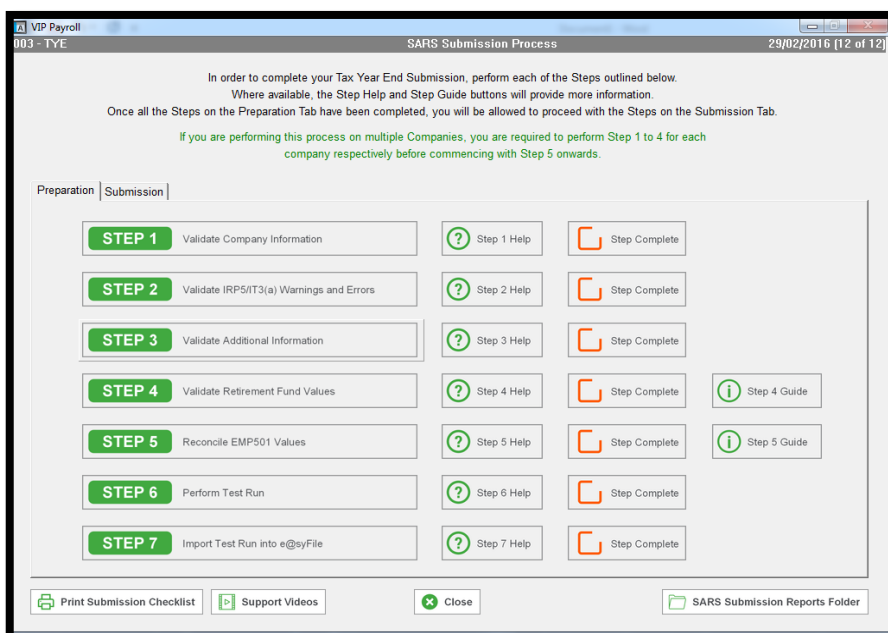 VIP Payroll
003 - TYE SARS Submission Process 29/02/2016 (12 of 12)
In order to complete your Tax Year End Submission, perform each of the Steps outlined below.
Where available, the Step Help and Step Guide buttons will provide more information.
Once all the Steps on the Preparation Tab have been completed, you will be allowed to proceed with the Steps on the Submission Tab.
If you are performing this process on multiple Companies, you are required to perform Step 1 to 4 for each
company respectively before commencing with Step 5 onwards.
Preparation Submission
STEP 1 Validate Company Information Step 1 Help Step Complete
STEP 2 Validate IRP5/IT3(a) Warnings and Errors Step 2 Help Step Complete
STEP 3 Validate Additional Information Step 3 Help Step Complete
STEP 4 Validate Retirement Fund Values Step 4 Help Step Complete Step 4 Guide
STEP 5 Reconcile EMP501 Values Step 5 Help Step Complete Step 5 Guide
STEP 6 Perform Test Run Step 6 Help Step Complete
STEP 7 Import Test Run into e@syFile Step 7 Help Step Complete
Print Submission Checklist Support Videos Close SARS Submission Reports Folder